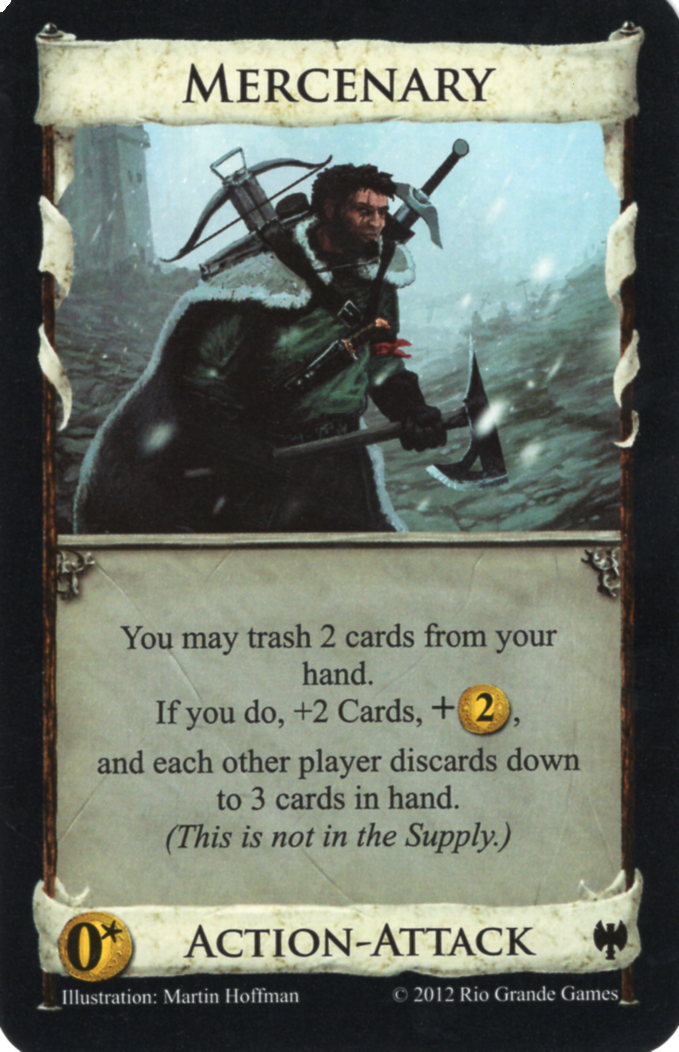 MERCENARY
You may trash 2 cards from your
hand.
If you do, +2 Cards, +2,
and each other player discards down
to 3 cards in hand.
(This is not in the Supply.)
0* ACTION-ATTACK
Illustration: Martin Hoffman © 2012 Rio Grande Games